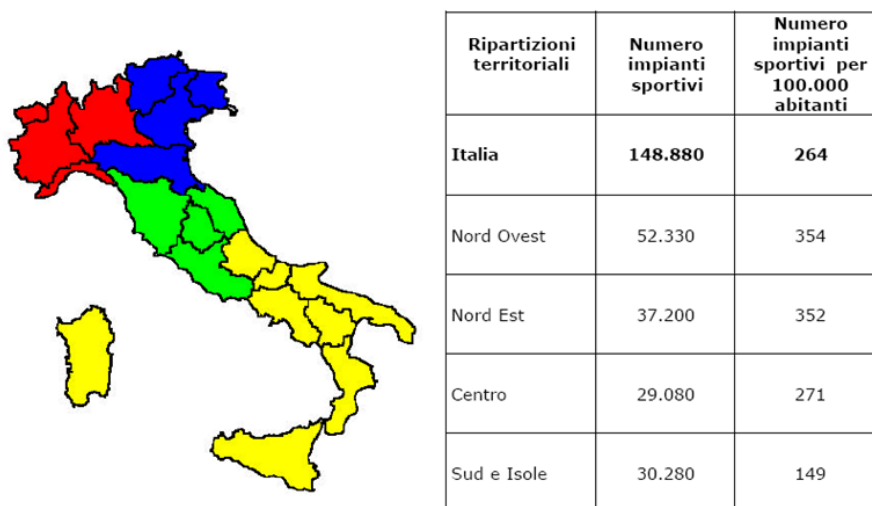 Ripartizioni
territoriali
Numero
impianti
sportivi
Numero
impianti
sportivi per
100.000
abitanti
Italia 148.880 264
Nord Ovest 52.330 354
Nord Est 37.200 352
Centro 29.080 271
Sud e Isole 30.280 149